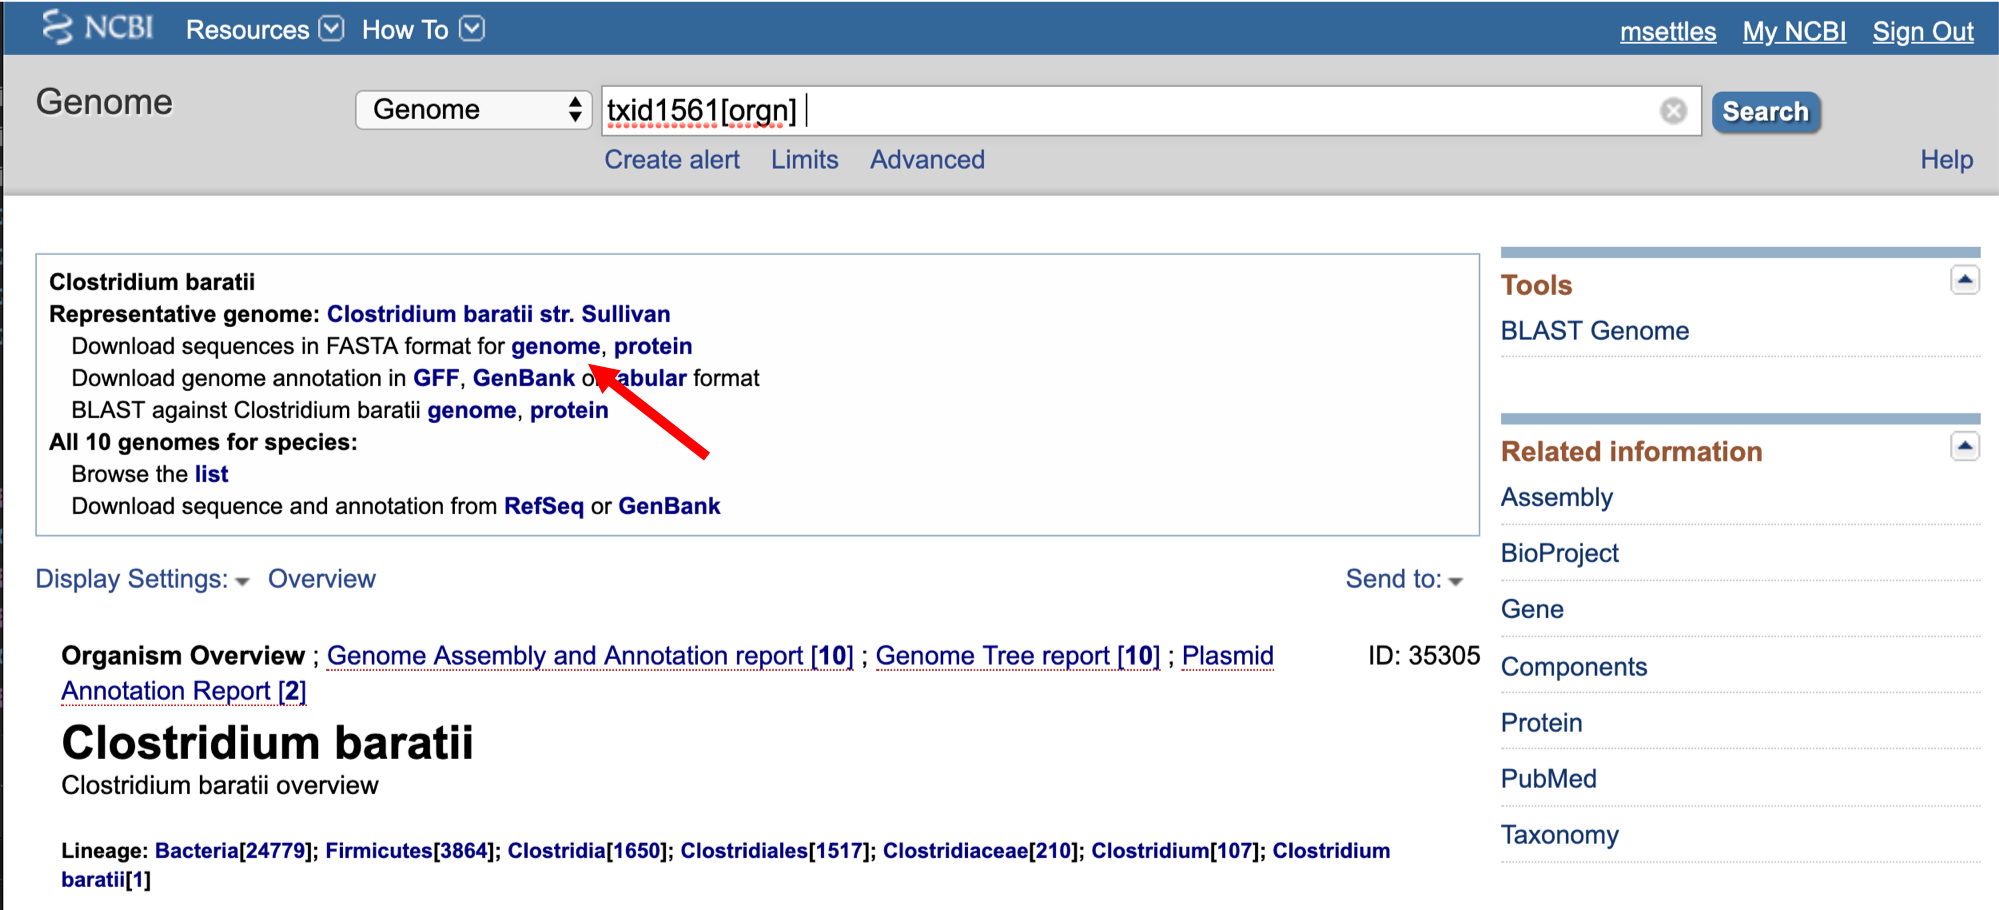 NCBI Resources How To msettles My NCBI Sign Out
Genome Genome txid1561[orgn] Search
Create alert Limits Advanced Help
Clostridium baratii
Representative genome: Clostridium baratii str. Sullivan
Download sequences in FASTA format for genome, protein
Download genome annotation in GFF, GenBank or tabular format
BLAST against Clostridium baratii genome, protein
All 10 genomes for species:
Browse the list
Download sequence and annotation from RefSeq or GenBank
Display Settings: Overview Send to:
Organism Overview ; Genome Assembly and Annotation report [10] ; Genome Tree report [10] ; Plasmid
Annotation Report [2]
ID: 35305
Clostridium baratii
Clostridium baratii overview
Lineage: Bacteria[24779]; Firmicutes[3864]; Clostridia[1650]; Clostridiales[1517]; Clostridiaceae[210]; Clostridium[107]; Clostridium
baratii[1]
Tools
BLAST Genome
Related information
Assembly
BioProject
Gene
Components
Protein
PubMed
Taxonomy